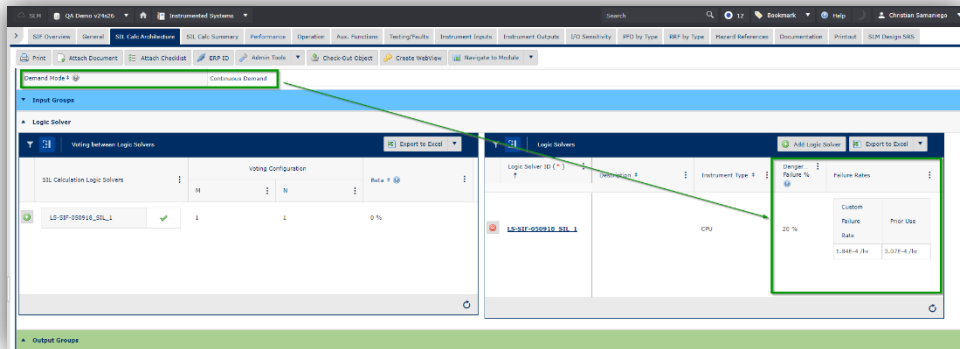 SLM QA Demo v24s26 Instrumented Systems Search 12 Bookmark Help Christian Samaniego
SIF Overview General SIL Calc Architecture SIL Calc Summary Performance Operation Aux. Functions Testing/Faults Instrument Inputs Instrument Outputs I/O Sensitivity PFD by Type RRF by Type Hazard References Documentation Printout SLM Design SRS
Print Attach Document Attach Checklist ERP ID Admin Tools Check-Out Object Create WebView Navigate to Module
Demand Mode Continuous Demand
Input Groups
Logic Solver
Voting between Logic Solvers Export to Excel
Logic Solvers Add Logic Solver Export to Excel
SIL Calculation Logic Solvers
Voting Configuration
M N
Beta
LS-SIF-050918_SIL_1 1 1 0 %
Logic Solver ID (*) Description Instrument Type
Danger...
Failure %
Failure Rates
Custom
Failure
Rate
Prior Use
LS-SIF-050918_SIL_1 CPU 20 %
1.84E-4 /hr 3.07E-4 /hr
Output Groups